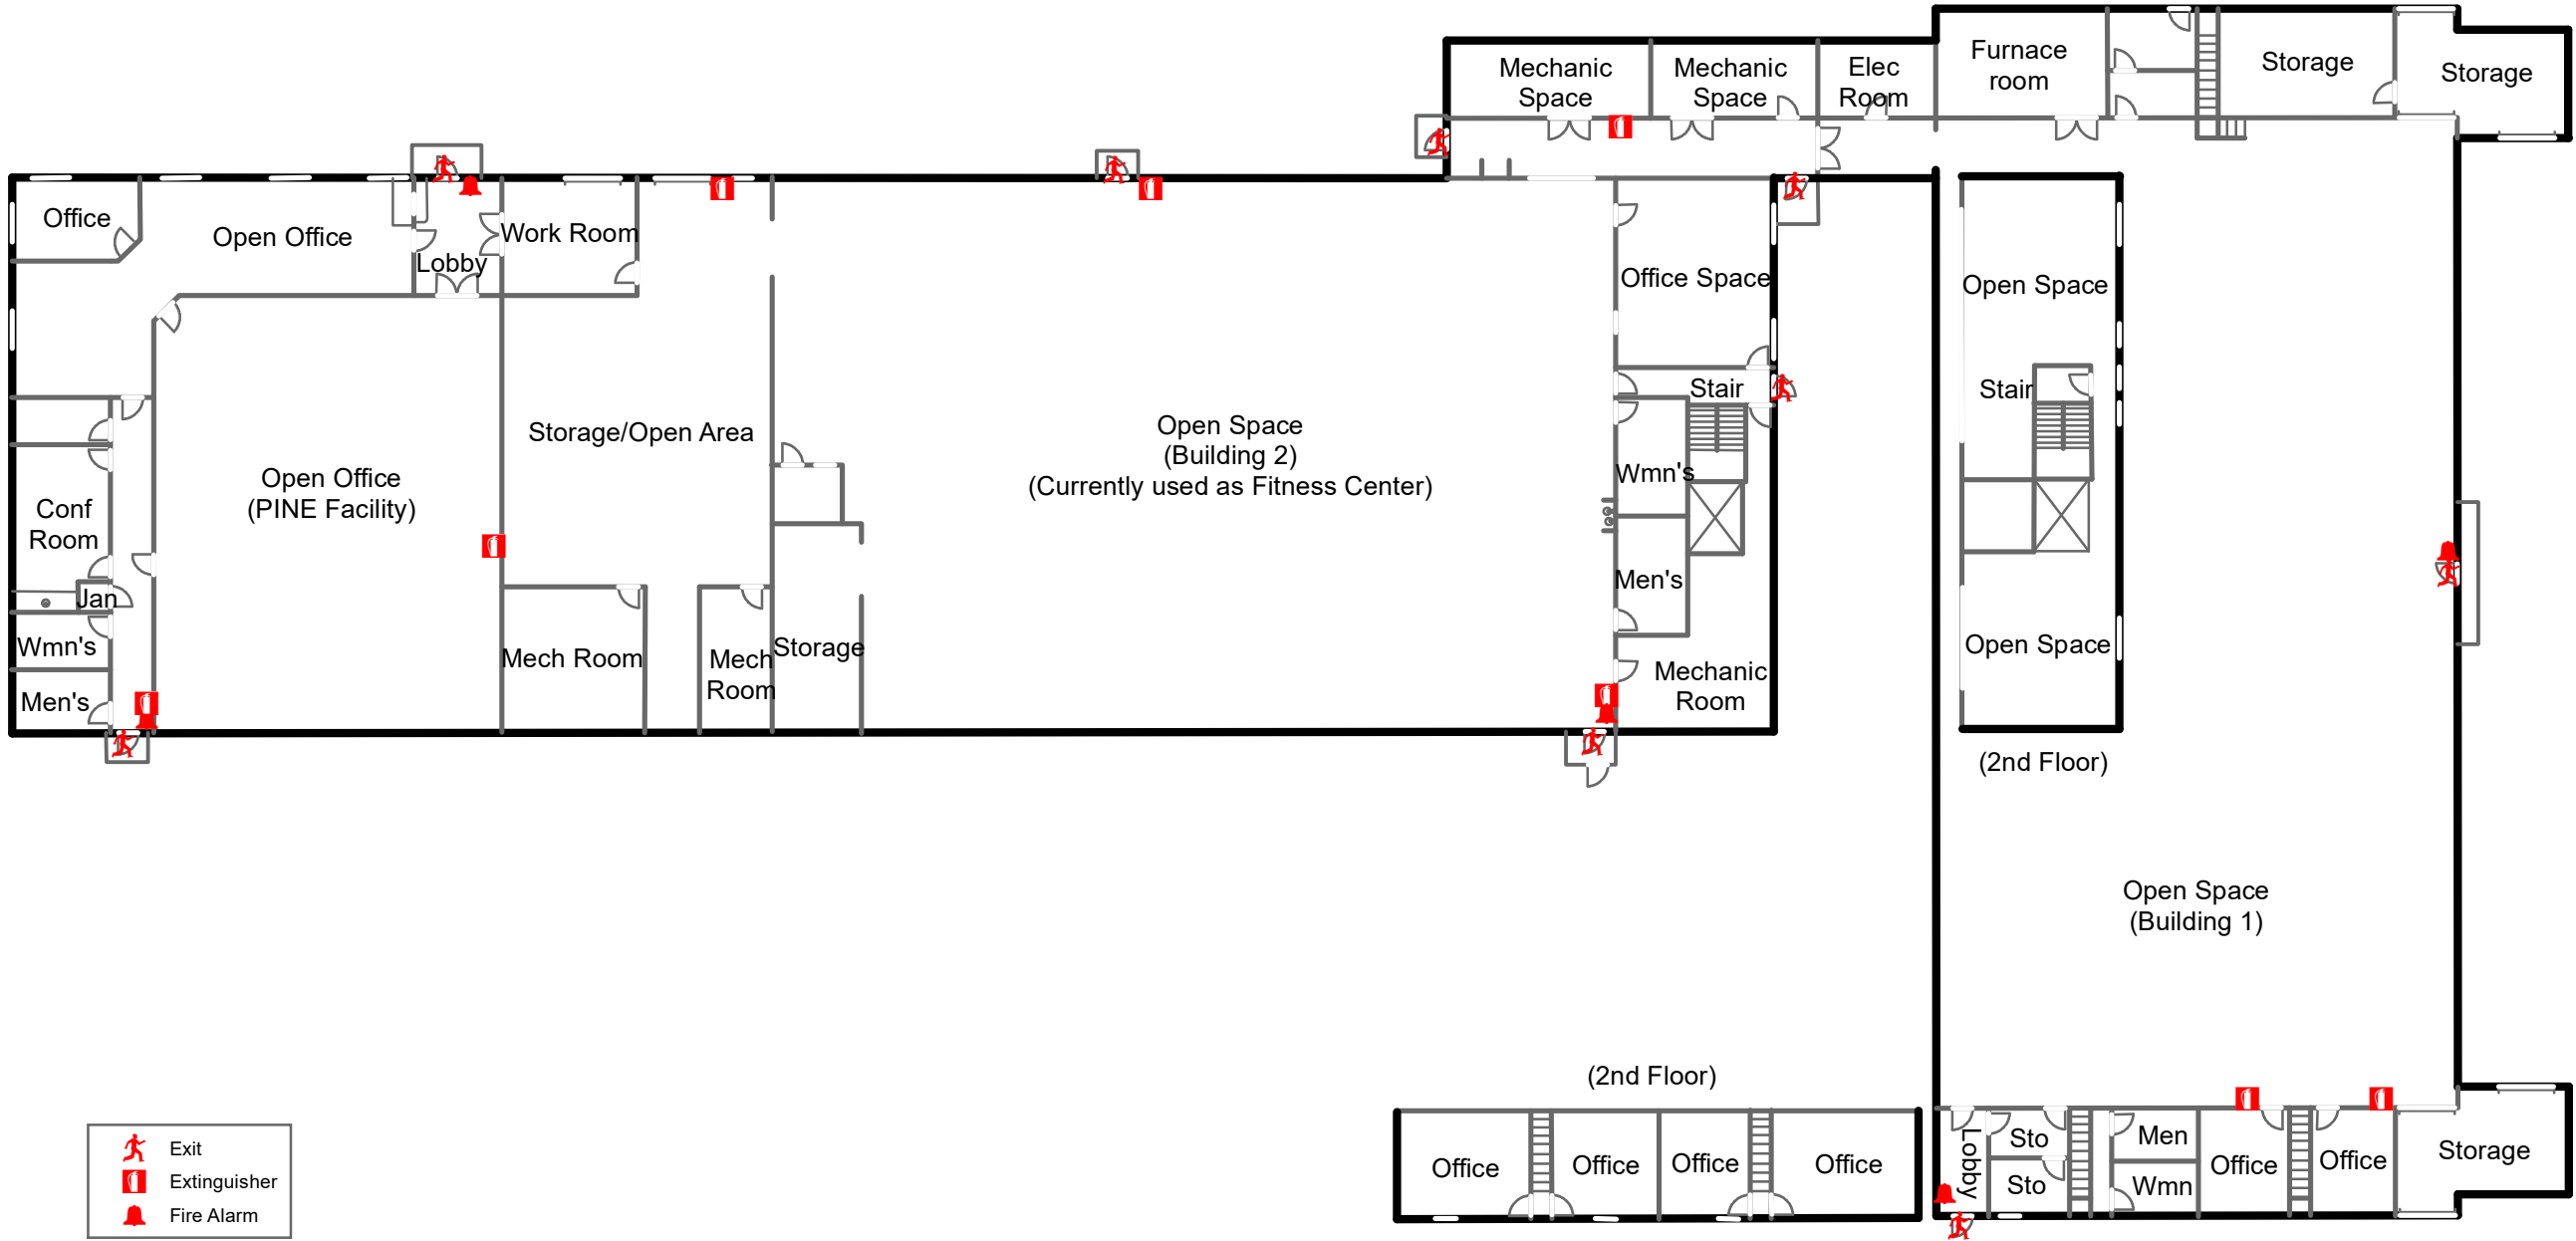 Mechanic
Space
Mechanic
Space
Elec
Room
Furnace
room
Storage
Storage
Office
Open Office
Lobby
Work Room
Office Space
Open Space
Stair
Stair
Storage/Open Area
Open Space
(Building 2)
(Currently used as Fitness Center)
Open Office
(PINE Facility)
Conf
Room
Wmn's
Men's
Jan
Wmn's
Men's
Mech Room
Mech
Room
Storage
Mechanic
Room
Open Space
(2nd Floor)
Open Space
(Building 1)
(2nd Floor)
Office
Office
Office
Office
Lobby
Sto
Sto
Men
Wmn
Office
Office
Storage
Exit
Extinguisher
Fire Alarm